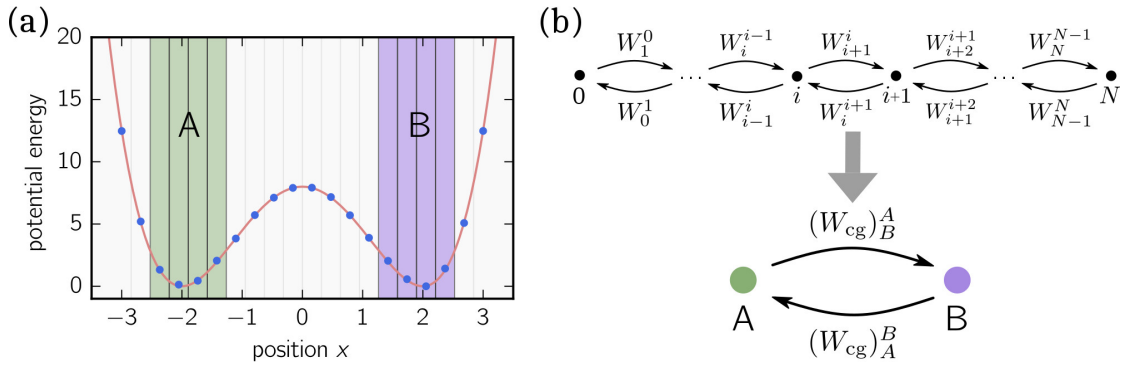 (a)
20
15
10
5
0
potential energy
A
B
−3 −2 −1 0 1 2 3
position x
(b)
W_1^0 W_i^{i-1} W_{i+1}^i W_{i+2}^{i+1} W_N^{N-1}
0 ... i i+1 ... N
W_0^1 W_{i-1}^i W_i^{i+1} W_{i+1}^{i+2} W_{N-1}^N
(W_cg)_B^A
A B
(W_cg)_A^B